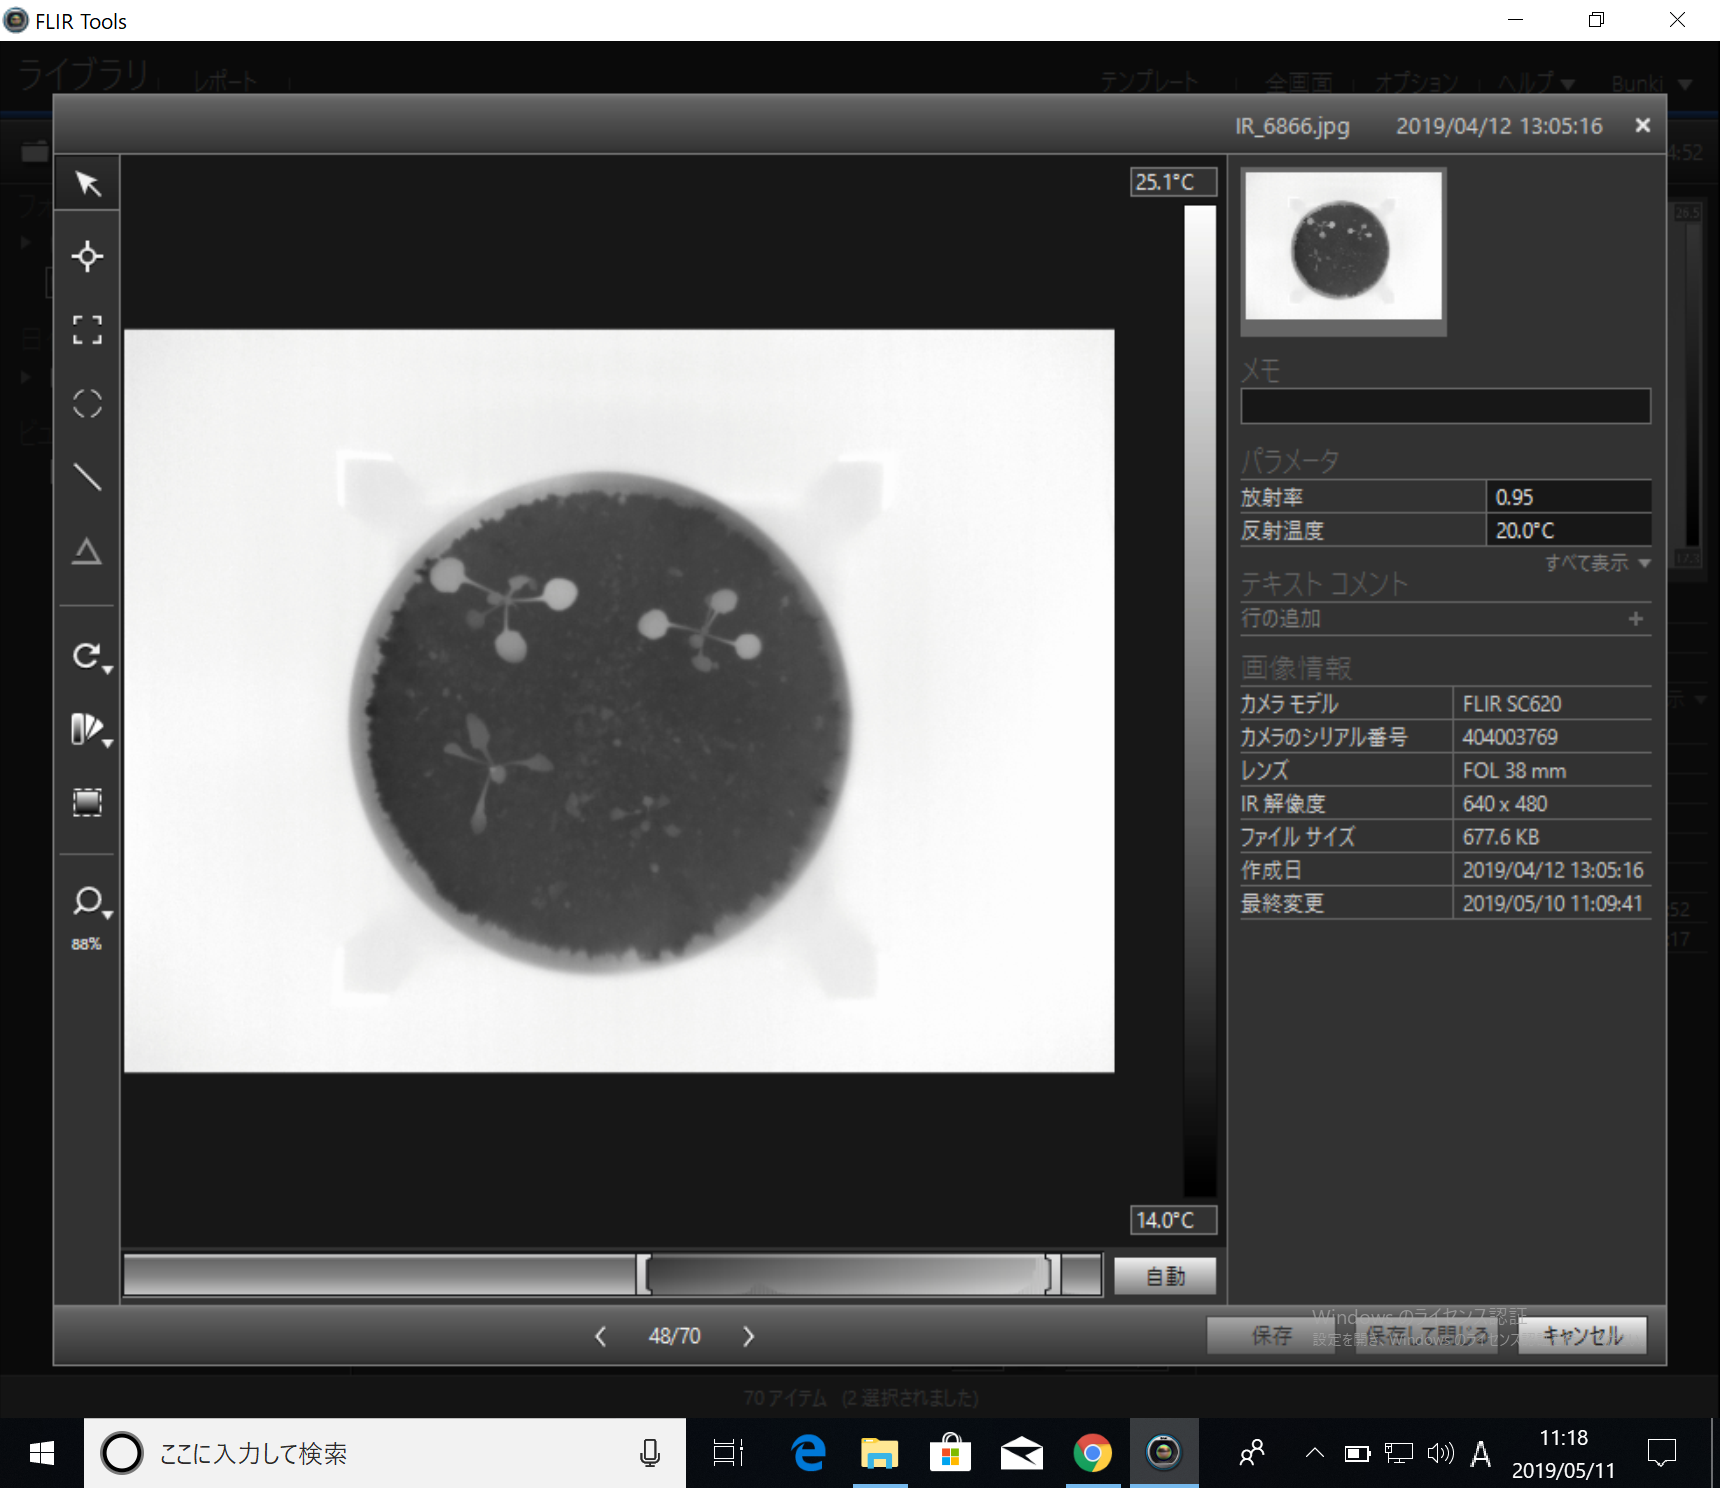 FLIR Tools
ライブラリ レポート テンプレート 全画面 オプション ヘルプ Bunki
IR_6866.jpg 2019/04/12 13:05:16
4:52
25.1°C
26.5
メモ
パラメータ
放射率 0.95
反射温度 20.0°C
すべて表示
17.3
テキスト コメント
行の追加 +
画像情報
カメラ モデル FLIR SC620
カメラのシリアル番号 404003769
レンズ FOL 38 mm
IR 解像度 640 x 480
ファイル サイズ 677.6 KB
作成日 2019/04/12 13:05:16
最終変更 2019/05/10 11:09:41
:52
:17
88%
14.0°C
自動
48/70
Windows のライセンス認証
保存 保存して閉じる キャンセル
設定を開き、Windows のライセンス
70 アイテム (2 選択されました)
ここに入力して検索
A
11:18
2019/05/11